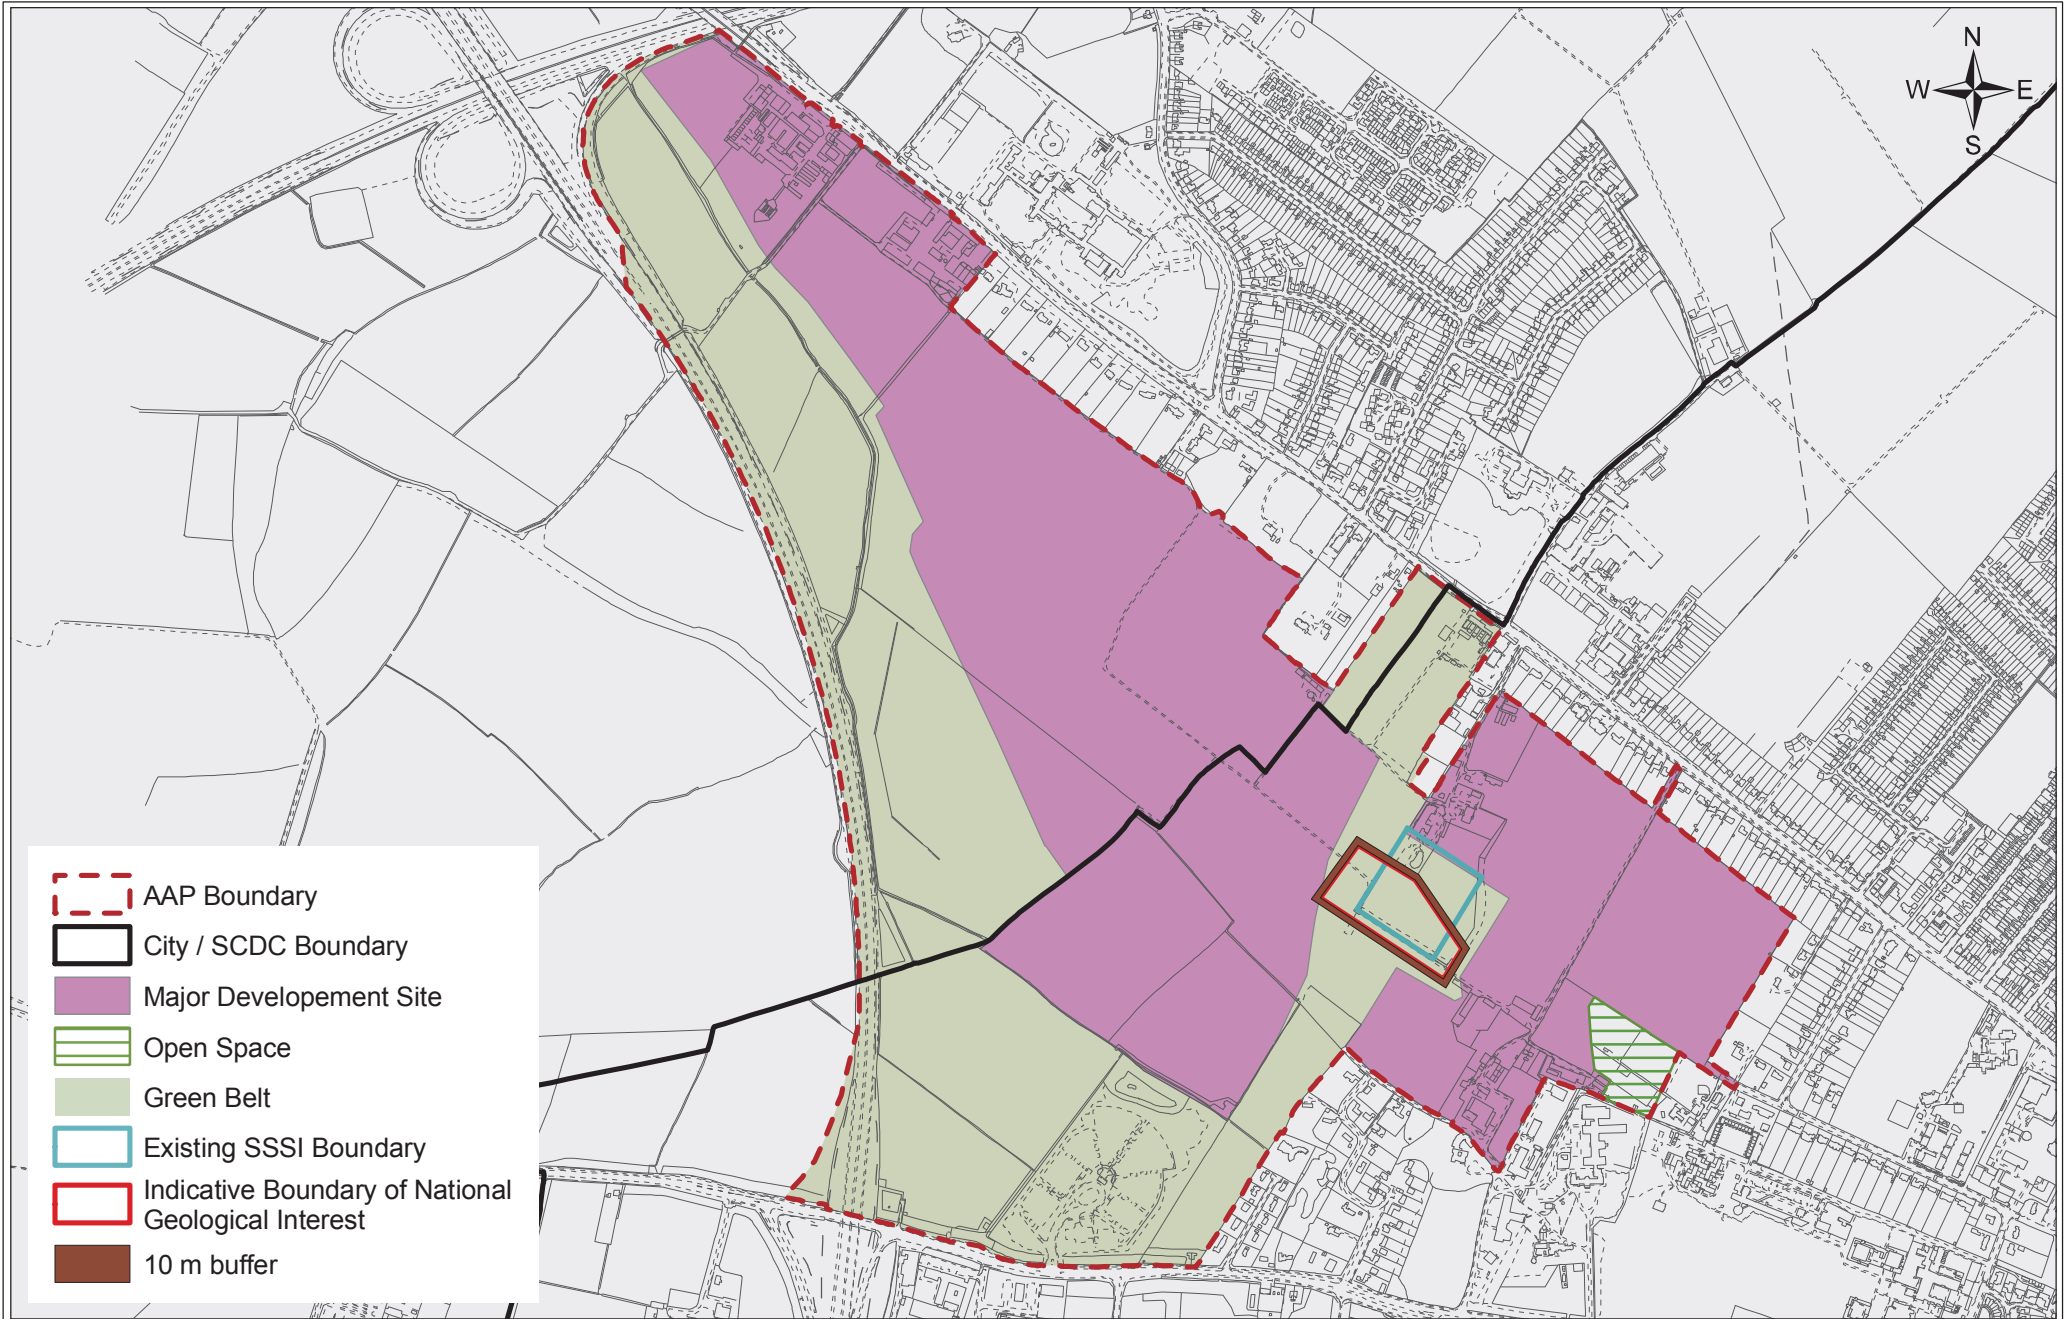 N
W E
S
AAP Boundary
City / SCDC Boundary
Major Developement Site
Open Space
Green Belt
Existing SSSI Boundary
Indicative Boundary of National
Geological Interest
10 m buffer